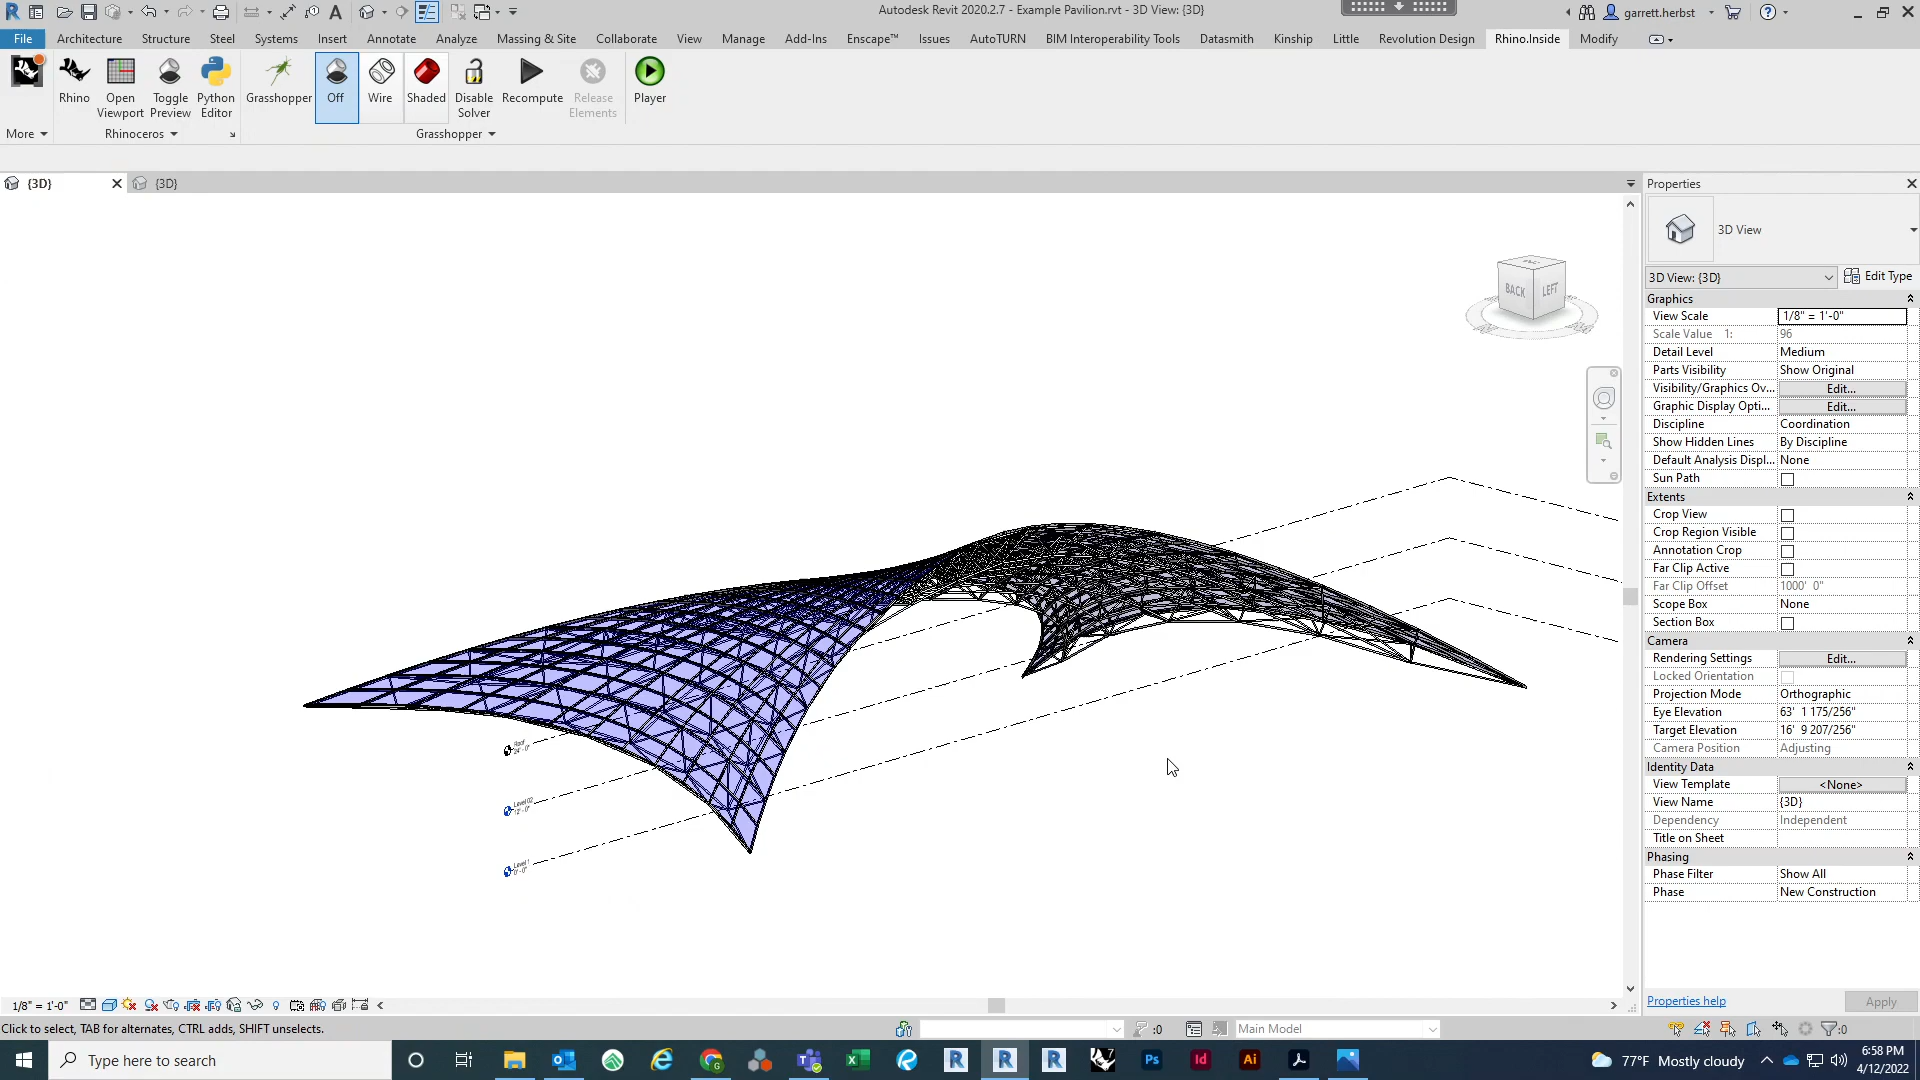 Autodesk Revit 2020.2.7 - Example Pavilion.rvt - 3D View: {3D}
garrett.herbst
File Architecture Structure Steel Systems Insert Annotate Analyze Massing & Site Collaborate View Manage Add-Ins Enscape™ Issues AutoTURN BIM Interoperability Tools Datasmith Kinship Little Revolution Design Rhino.Inside Modify
Rhino Open Viewport Toggle Preview Python Editor Grasshopper Off Wire Shaded Disable Solver Recompute Release Elements Player
More Rhinoceros Grasshopper
{3D} {3D}
Properties
3D View
3D View: {3D} Edit Type
Graphics
View Scale 1/8" = 1'-0"
Scale Value 1: 96
Detail Level Medium
Parts Visibility Show Original
Visibility/Graphics Ov... Edit...
Graphic Display Opti... Edit...
Discipline Coordination
Show Hidden Lines By Discipline
Default Analysis Displ... None
Sun Path
Extents
Crop View
Crop Region Visible
Annotation Crop
Far Clip Active
Far Clip Offset 1000' 0"
Scope Box None
Section Box
Camera
Rendering Settings Edit...
Locked Orientation
Projection Mode Orthographic
Eye Elevation 63' 1 175/256"
Target Elevation 16' 9 207/256"
Camera Position Adjusting
Identity Data
View Template <None>
View Name {3D}
Dependency Independent
Title on Sheet
Phasing
Phase Filter Show All
Phase New Construction
Properties help Apply
BACK LEFT
Roof
24' - 0"
Level 02
12' - 0"
Level 1
0' - 0"
1/8" = 1'-0"
Click to select, TAB for alternates, CTRL adds, SHIFT unselects.
:0 Main Model :0
Type here to search
77°F Mostly cloudy
6:58 PM
4/12/2022